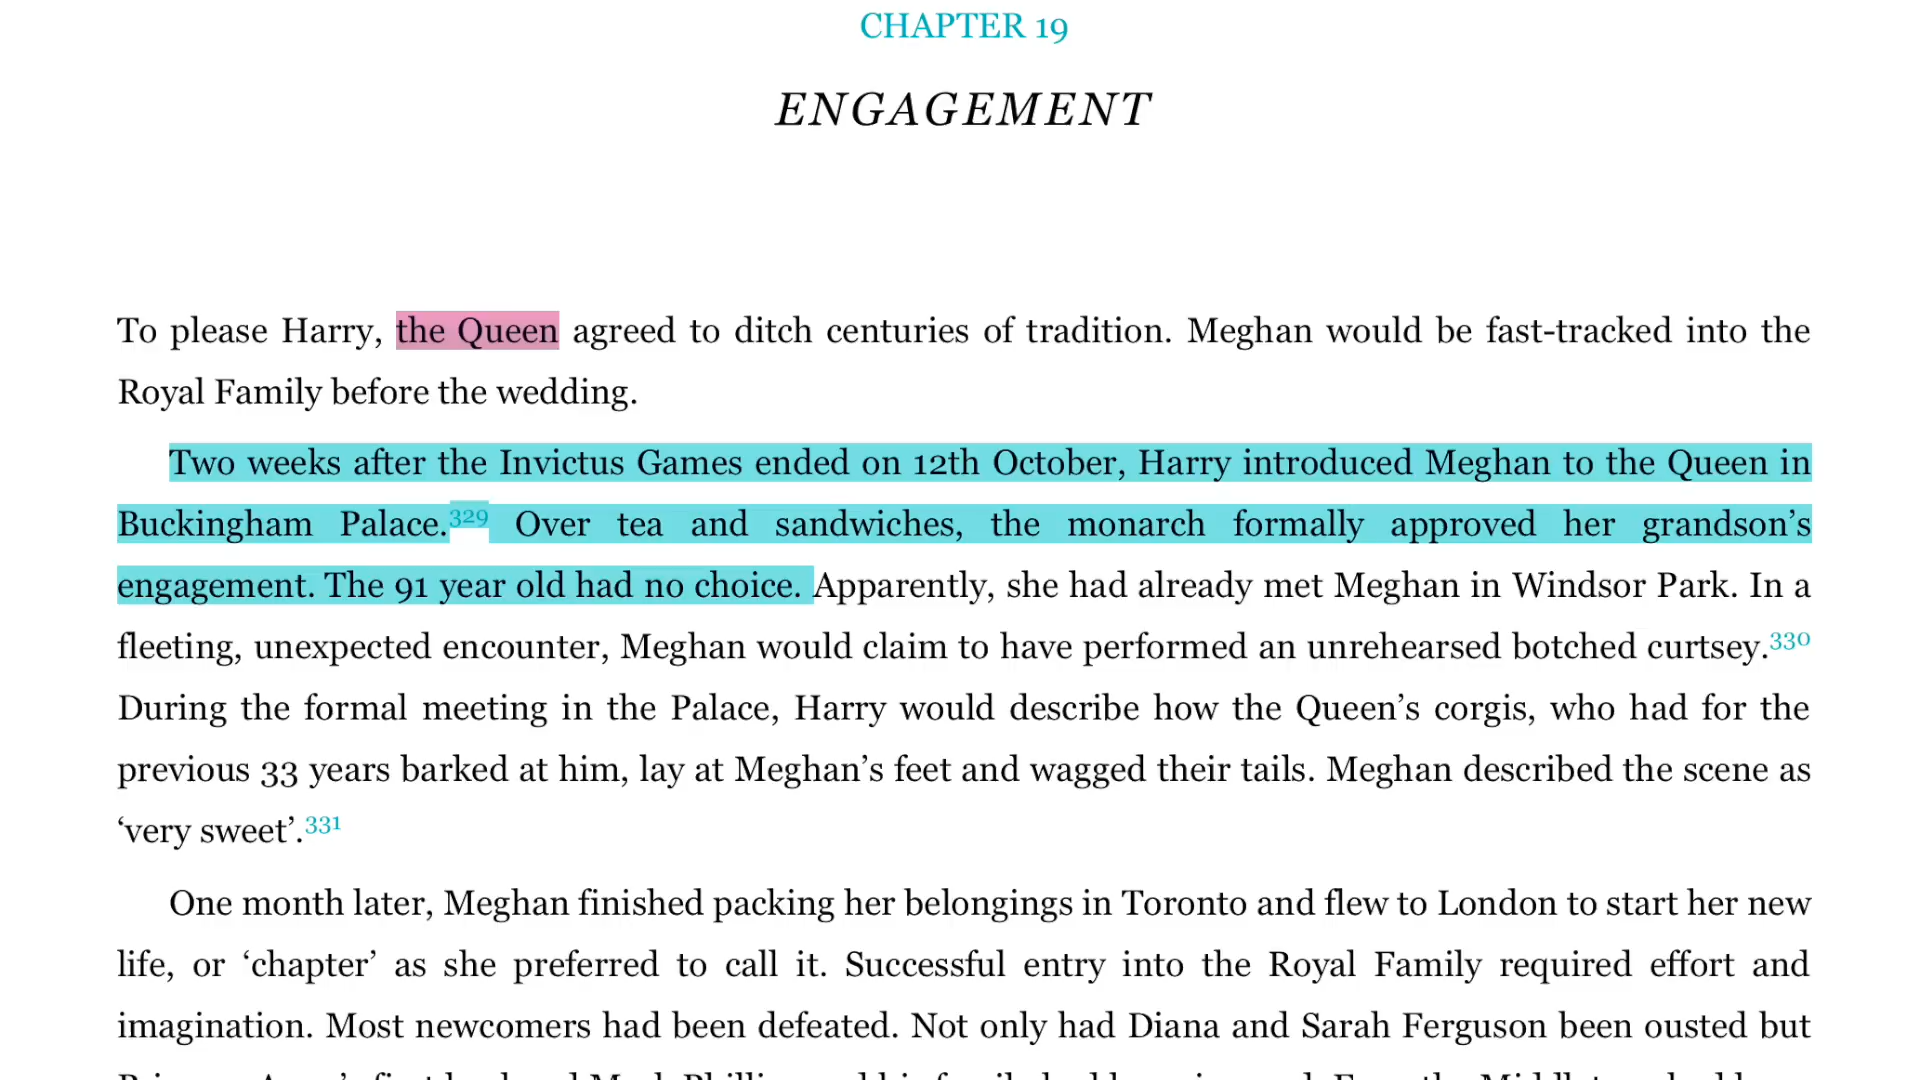 CHAPTER 19
ENGAGEMENT
To please Harry, the Queen agreed to ditch centuries of tradition. Meghan would be fast-tracked into the
Royal Family before the wedding.
Two weeks after the Invictus Games ended on 12th October, Harry introduced Meghan to the Queen in
Buckingham Palace.329 Over tea and sandwiches, the monarch formally approved her grandson’s
engagement. The 91 year old had no choice. Apparently, she had already met Meghan in Windsor Park. In a
fleeting, unexpected encounter, Meghan would claim to have performed an unrehearsed botched curtsey.330
During the formal meeting in the Palace, Harry would describe how the Queen’s corgis, who had for the
previous 33 years barked at him, lay at Meghan’s feet and wagged their tails. Meghan described the scene as
‘very sweet’.331
One month later, Meghan finished packing her belongings in Toronto and flew to London to start her new
life, or ‘chapter’ as she preferred to call it. Successful entry into the Royal Family required effort and
imagination. Most newcomers had been defeated. Not only had Diana and Sarah Ferguson been ousted but